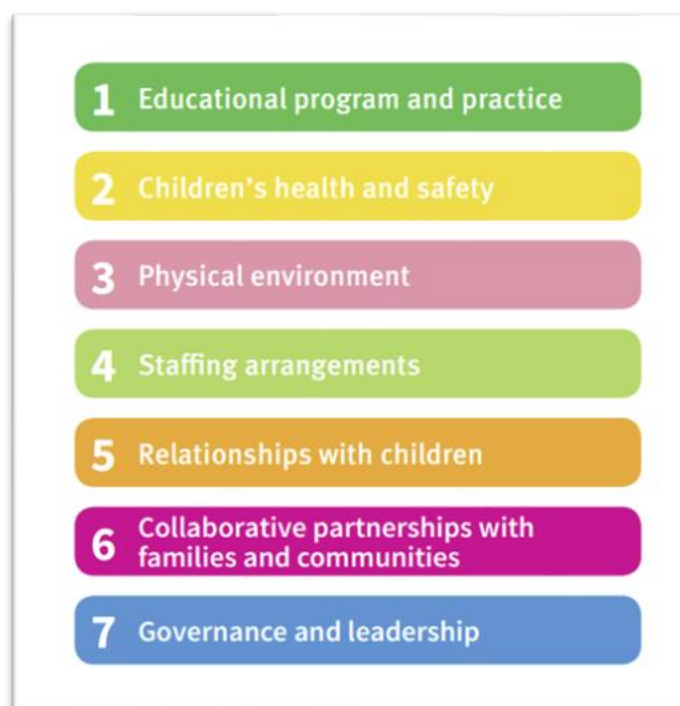 1 Educational program and practice
2 Children's health and safety
3 Physical environment
4 Staffing arrangements
5 Relationships with children
6 Collaborative partnerships with
families and communities
7 Governance and leadership